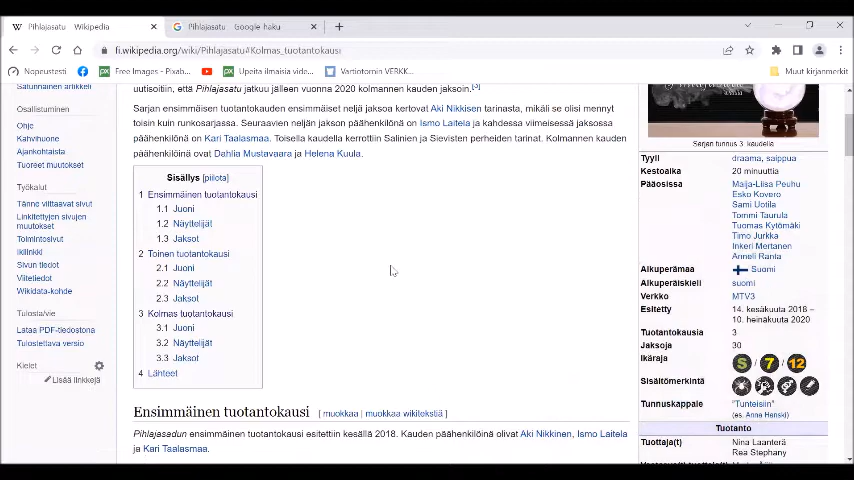 Pihlajasatu Wikipedia
Pihlajasatu Google-haku
fi.wikipedia.org/wiki/Pihlajasatu#Kolmas_tuotantokausi
Nopeustesti
Free Images - Pixab...
Upeita ilmaisia videoi...
Vartiotornin VERKK...
Muut kirjanmerkit
Satunnainen artikkeli
Osallistuminen
Ohje
Kahvihuone
Ajankohtaista
Tuoreet muutokset
Työkalut
Tänne viittaavat sivut
Linkitettyjen sivujen
muutokset
Toimintosivut
Ikilinkki
Sivun tiedot
Viitetiedot
Wikidata-kohde
Tulosta/vie
Lataa PDF-tiedostona
Tulostettava versio
Kielet
Lisää linkkejä
uutisoitiin, että Pihlajasatu jatkuu jälleen vuonna 2020 kolmannen kauden jaksoin.[3]
Sarjan ensimmäisen tuotantokauden ensimmäiset neljä jaksoa kertovat Aki Nikkisen tarinasta, mikäli se olisi mennyt
toisin kuin runkosarjassa. Seuraavien neljän jakson päähenkilönä on Ismo Laitela ja kahdessa viimeisessä jaksossa
päähenkilönä on Kari Taalasmaa. Toisella kaudella kerrottiin Salinien ja Sievisten perheiden tarinat. Kolmannen kauden
päähenkilöinä ovat Dahlia Mustavaara ja Helena Kuula.
Sisällys [piilota]
1 Ensimmäinen tuotantokausi
1.1 Juoni
1.2 Näyttelijät
1.3 Jaksot
2 Toinen tuotantokausi
2.1 Juoni
2.2 Näyttelijät
2.3 Jaksot
3 Kolmas tuotantokausi
3.1 Juoni
3.2 Näyttelijät
3.3 Jaksot
4 Lähteet
Ensimmäinen tuotantokausi [ muokkaa | muokkaa wikitekstiä ]
Pihlajasadun ensimmäinen tuotantokausi esitettiin kesällä 2018. Kauden päähenkilöinä olivat Aki Nikkinen, Ismo Laitela
ja Kari Taalasmaa.
Sarjan tunnus 3. kaudella
Tyyli draama, saippua
Kestoaika 20 minuuttia
Pääosissa Maija-Liisa Peuhu
Esko Kovero
Sami Uotila
Tommi Taurula
Tuomas Kytömäki
Timo Jurkka
Inkeri Mertanen
Anneli Ranta
Alkuperämaa Suomi
Alkuperäiskieli suomi
Verkko MTV3
Esitetty 14. kesäkuuta 2018 –
10. heinäkuuta 2020
Tuotantokausia 3
Jaksoja 30
Ikäraja S / 7 / 12
Sisältömerkintä
Tunnuskappale "Tunteisiin"
(es. Anna Hanski)
Tuotanto
Tuottaja(t) Nina Laanterä
Rea Stephany